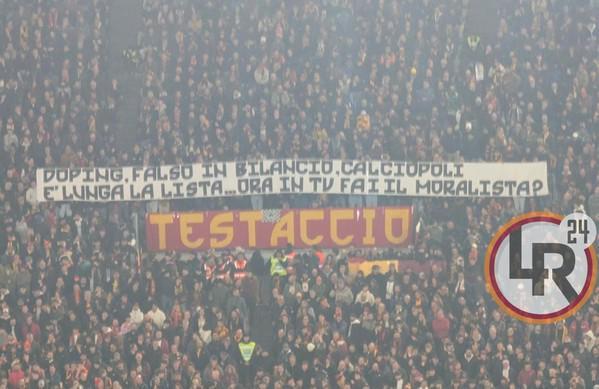 DOPING, FALSO IN BILANCIO, CALCIOPOLI
E' LUNGA LA LISTA... ORA IN TV FAI IL MORALISTA?
TESTACCIO
LR
24